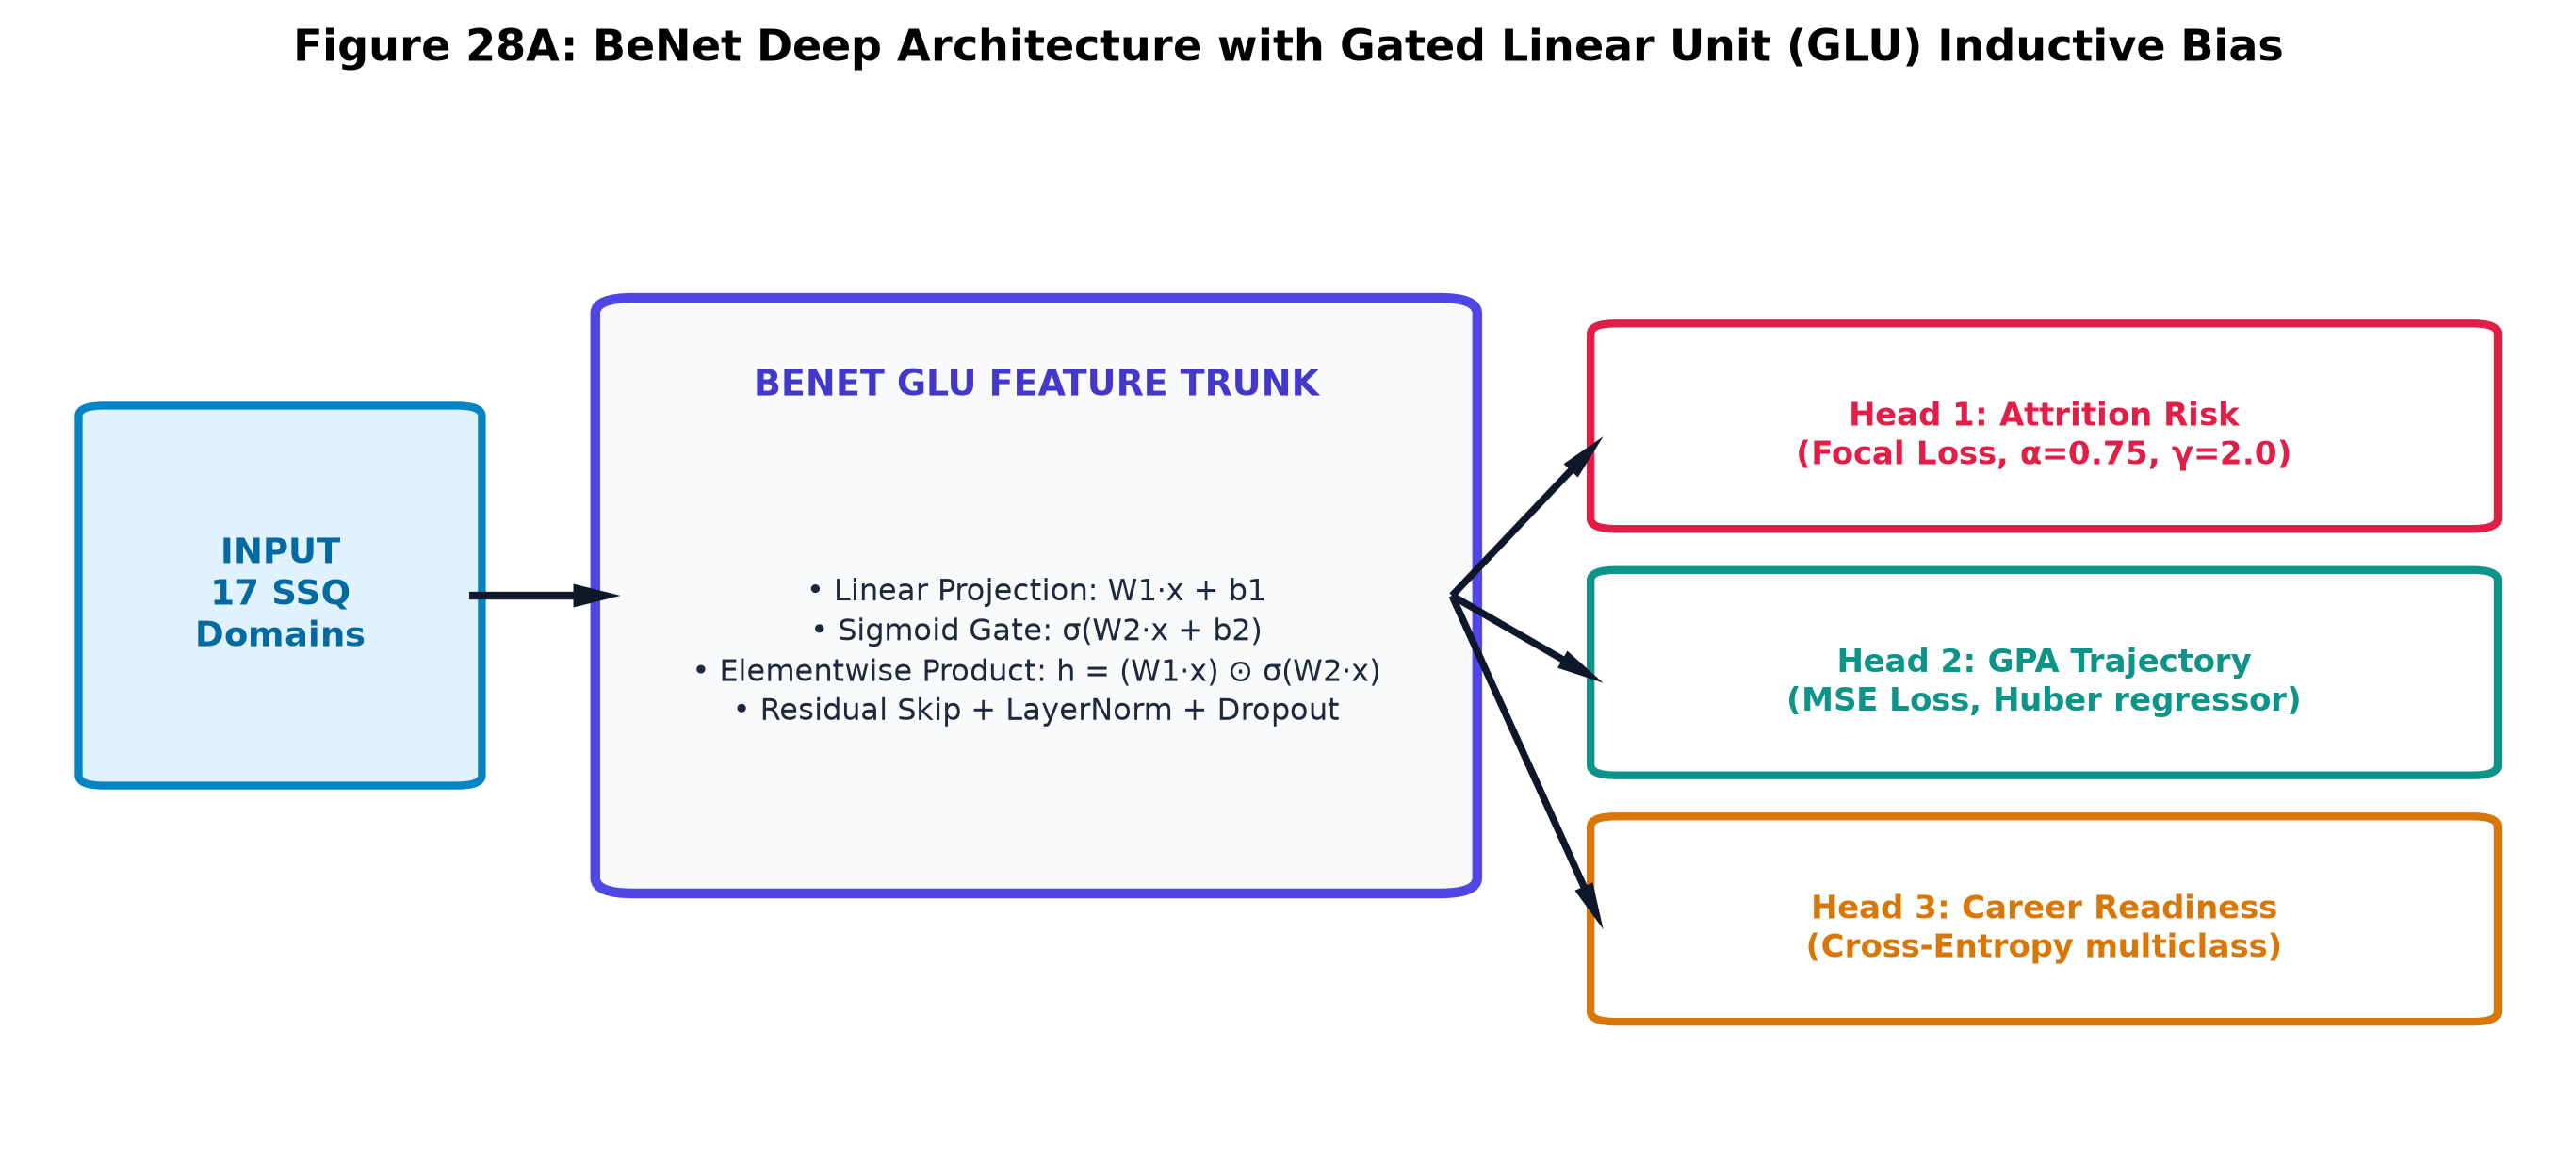 Figure 28A: BeNet Deep Architecture with Gated Linear Unit (GLU) Inductive Bias
INPUT
17 SSQ
Domains
BENET GLU FEATURE TRUNK
• Linear Projection: W1·x + b1
• Sigmoid Gate: σ(W2·x + b2)
• Elementwise Product: h = (W1·x) ⊙ σ(W2·x)
• Residual Skip + LayerNorm + Dropout
Head 1: Attrition Risk
(Focal Loss, α=0.75, γ=2.0)
Head 2: GPA Trajectory
(MSE Loss, Huber regressor)
Head 3: Career Readiness
(Cross-Entropy multiclass)